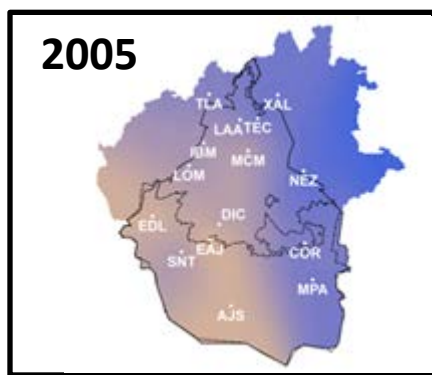 2005
TLA XAL
LAA TEC
IBM MCM
LOM NEZ
EDL DIC
SNT EAJ COR
MPA
AJS